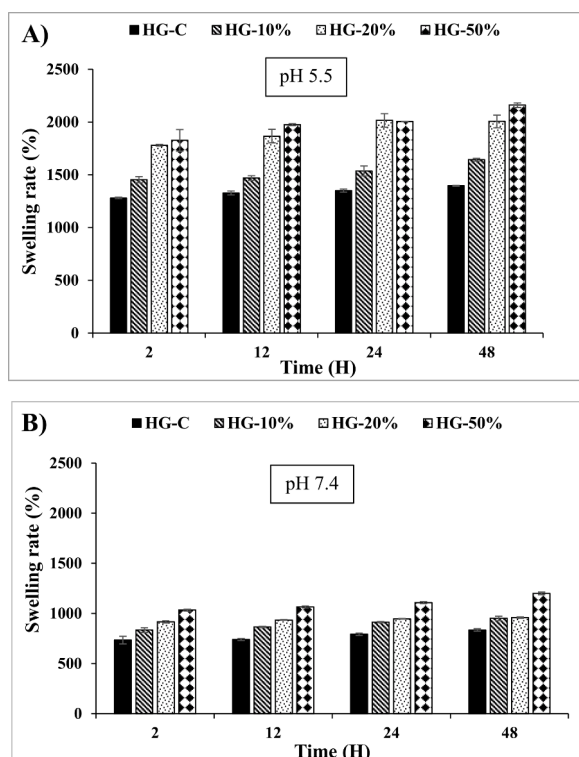 A)
HG-C HG-10% HG-20% HG-50%
pH 5.5
Swelling rate (%)
2500
2000
1500
1000
500
0
2 12 24 48
Time (H)
B)
HG-C HG-10% HG-20% HG-50%
pH 7.4
Swelling rate (%)
2500
2000
1500
1000
500
0
2 12 24 48
Time (H)